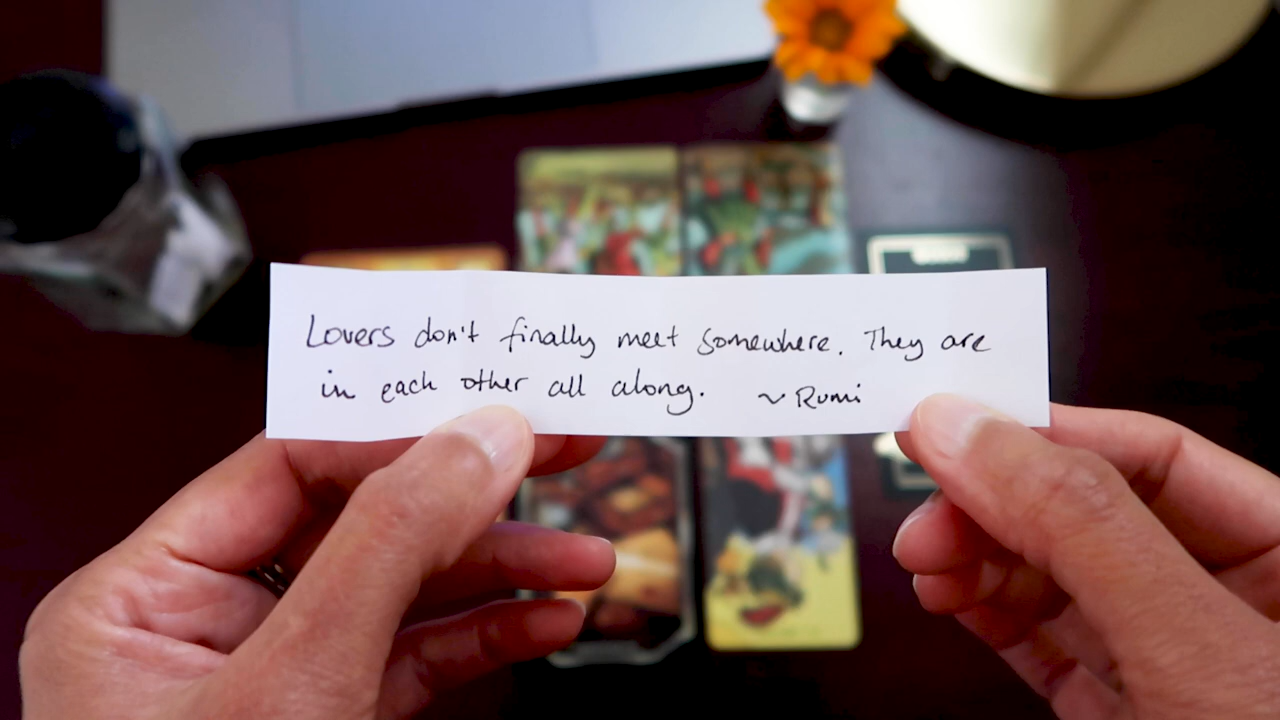 Lovers don't finally meet somewhere. They are
in each other all along. ~ Rumi